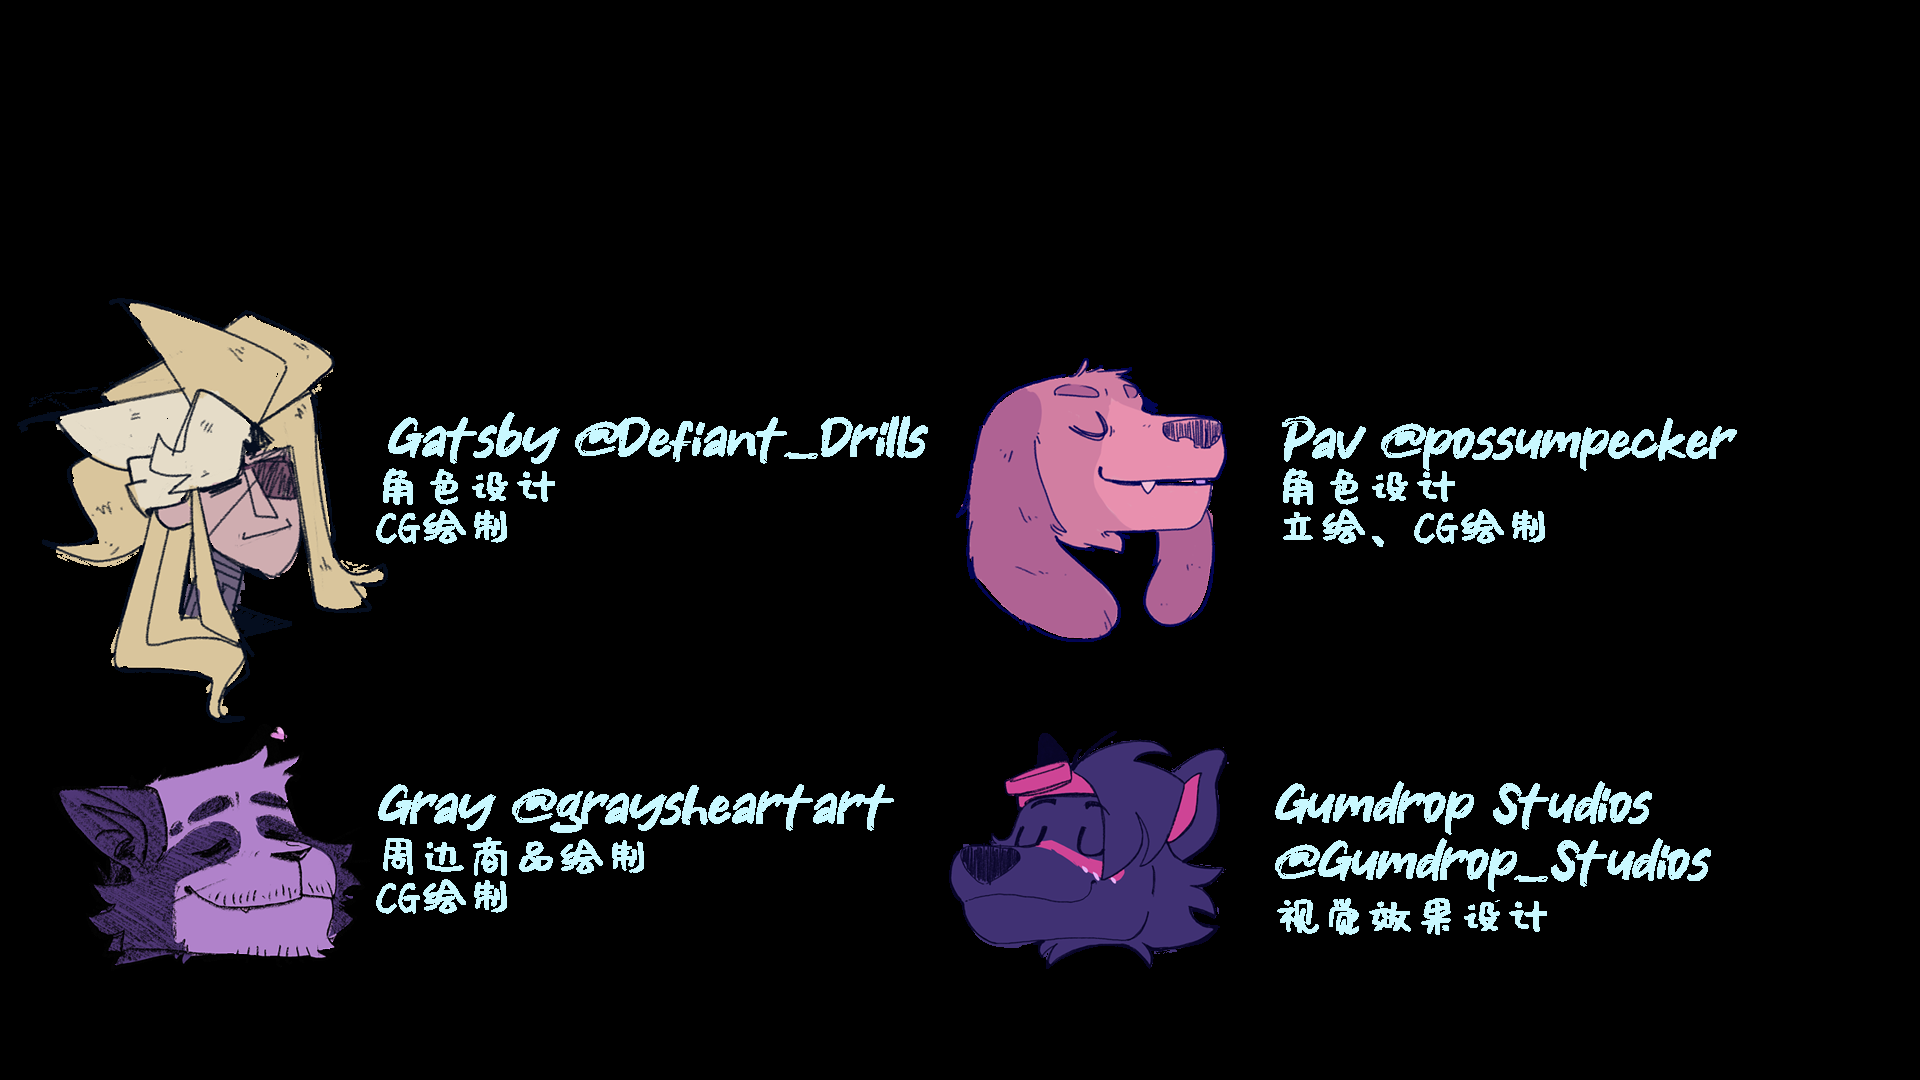 Gatsby @Defiant_Drills
角色设计
CG绘制
Pav @possumpecker
角色设计
立绘、CG绘制
Gray @graysheartart
周边商品绘制
CG绘制
Gumdrop Studios
@Gumdrop_Studios
视觉效果设计